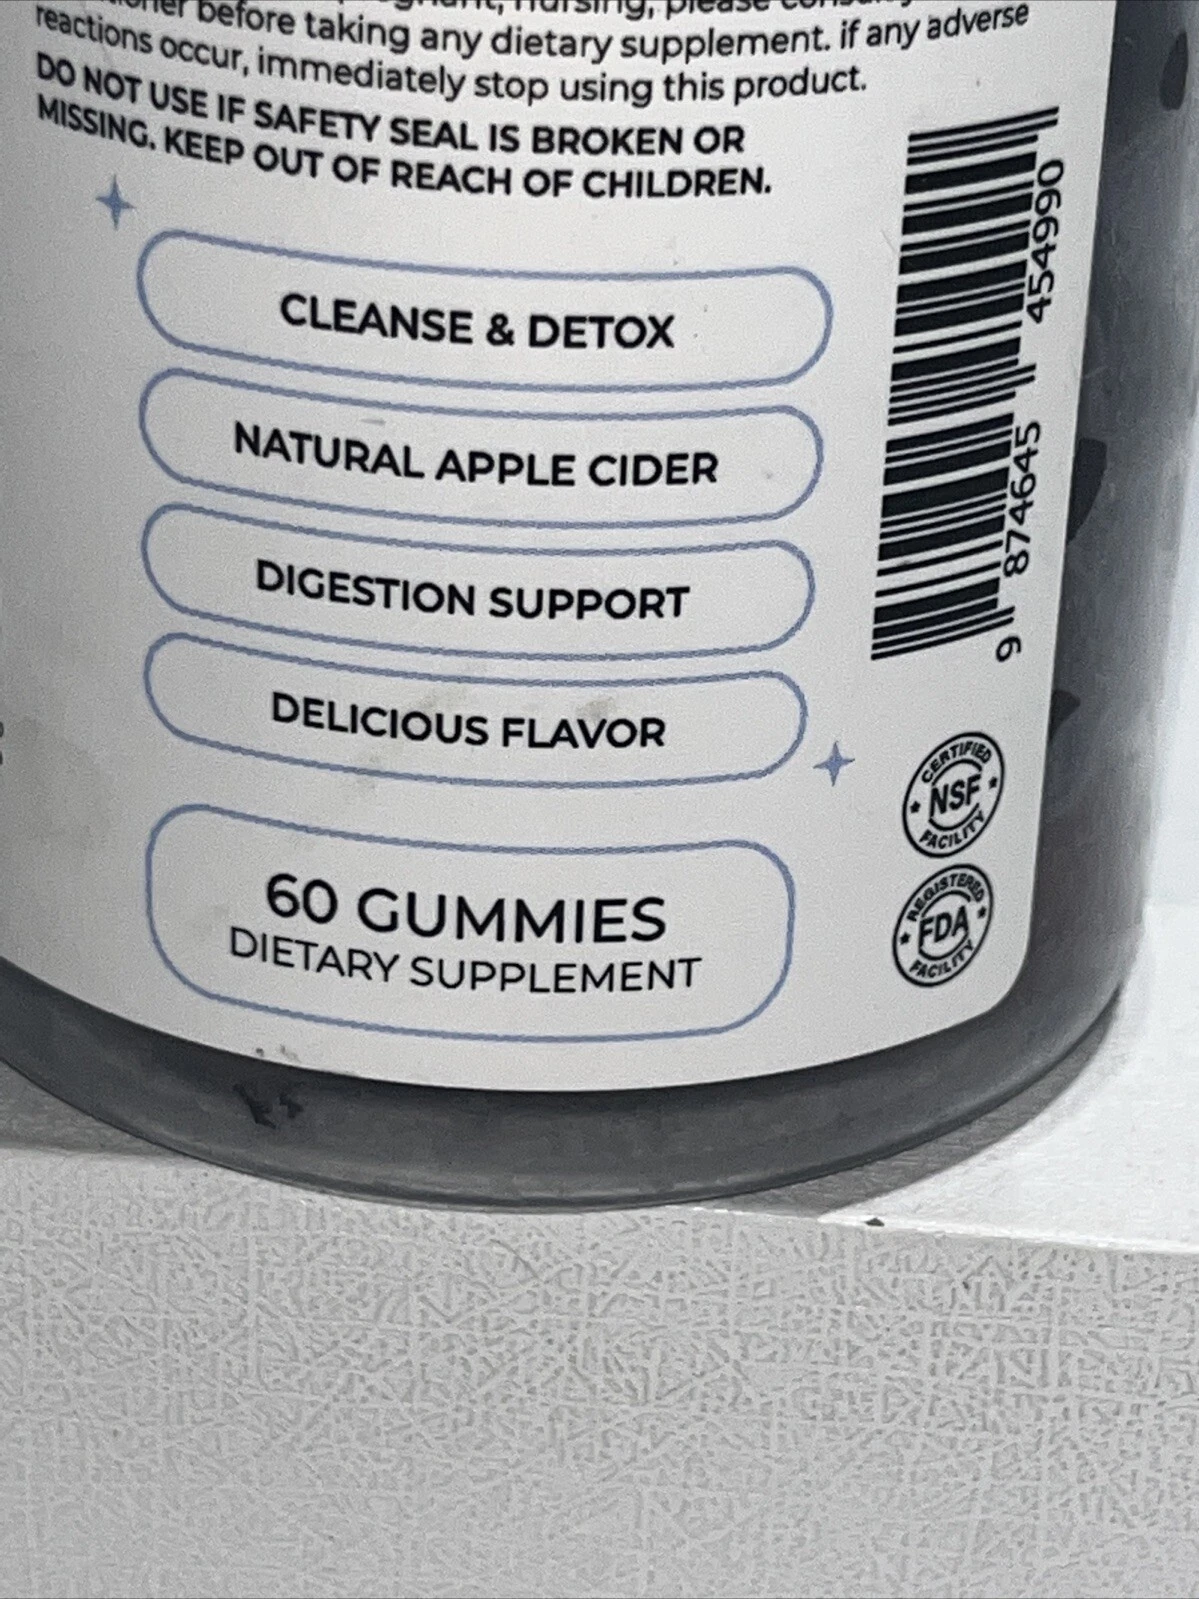 before taking any dietary supplement. if any adverse
reactions occur, immediately stop using this product.
DO NOT USE IF SAFETY SEAL IS BROKEN OR
MISSING. KEEP OUT OF REACH OF CHILDREN.
CLEANSE & DETOX
NATURAL APPLE CIDER
DIGESTION SUPPORT
DELICIOUS FLAVOR
60 GUMMIES
DIETARY SUPPLEMENT
9 874645 454990
CERTIFIED
NSF
FACILITY
REGISTERED
FDA
FACILITY